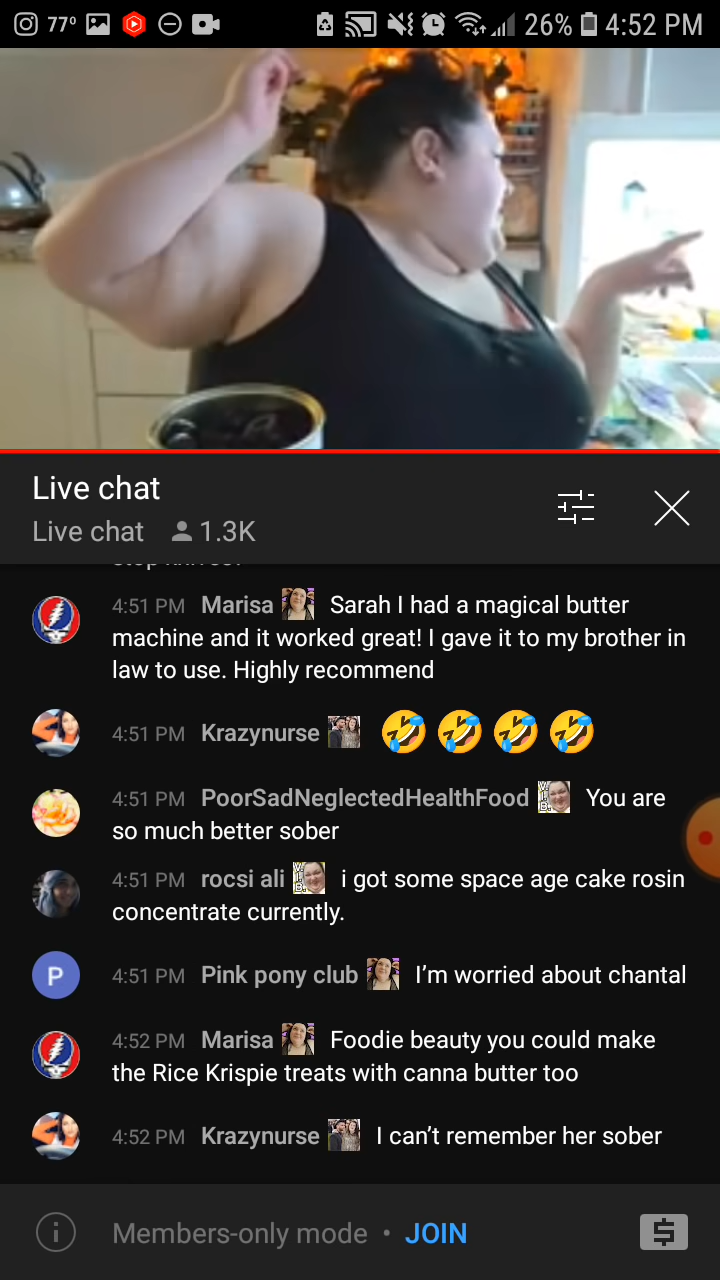 77° 26% 4:52 PM
Live chat
Live chat 1.3K
4:51 PM Marisa Sarah I had a magical butter
machine and it worked great! I gave it to my brother in
law to use. Highly recommend
4:51 PM Krazynurse 🤣 🤣 🤣 🤣
4:51 PM PoorSadNeglectedHealthFood You are
so much better sober
4:51 PM rocsi ali i got some space age cake rosin
concentrate currently.
P 4:51 PM Pink pony club I'm worried about chantal
4:52 PM Marisa Foodie beauty you could make
the Rice Krispie treats with canna butter too
4:52 PM Krazynurse I can't remember her sober
Members-only mode • JOIN